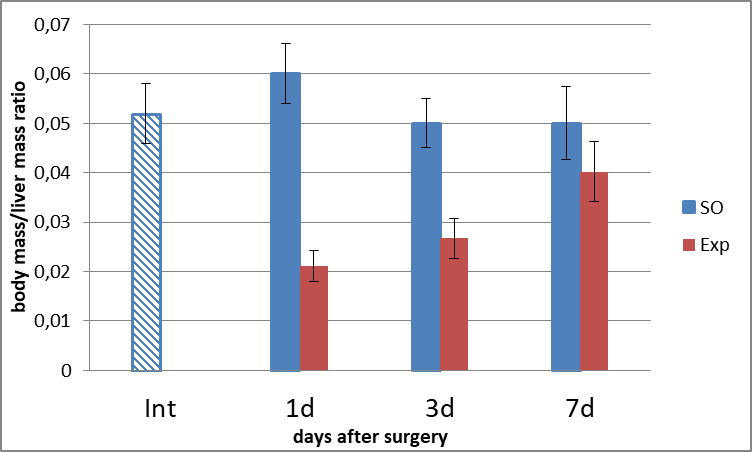 0,07
0,06
0,05
0,04
0,03
0,02
0,01
0
body mass/liver mass ratio
Int 1d 3d 7d
days after surgery
SO
Exp